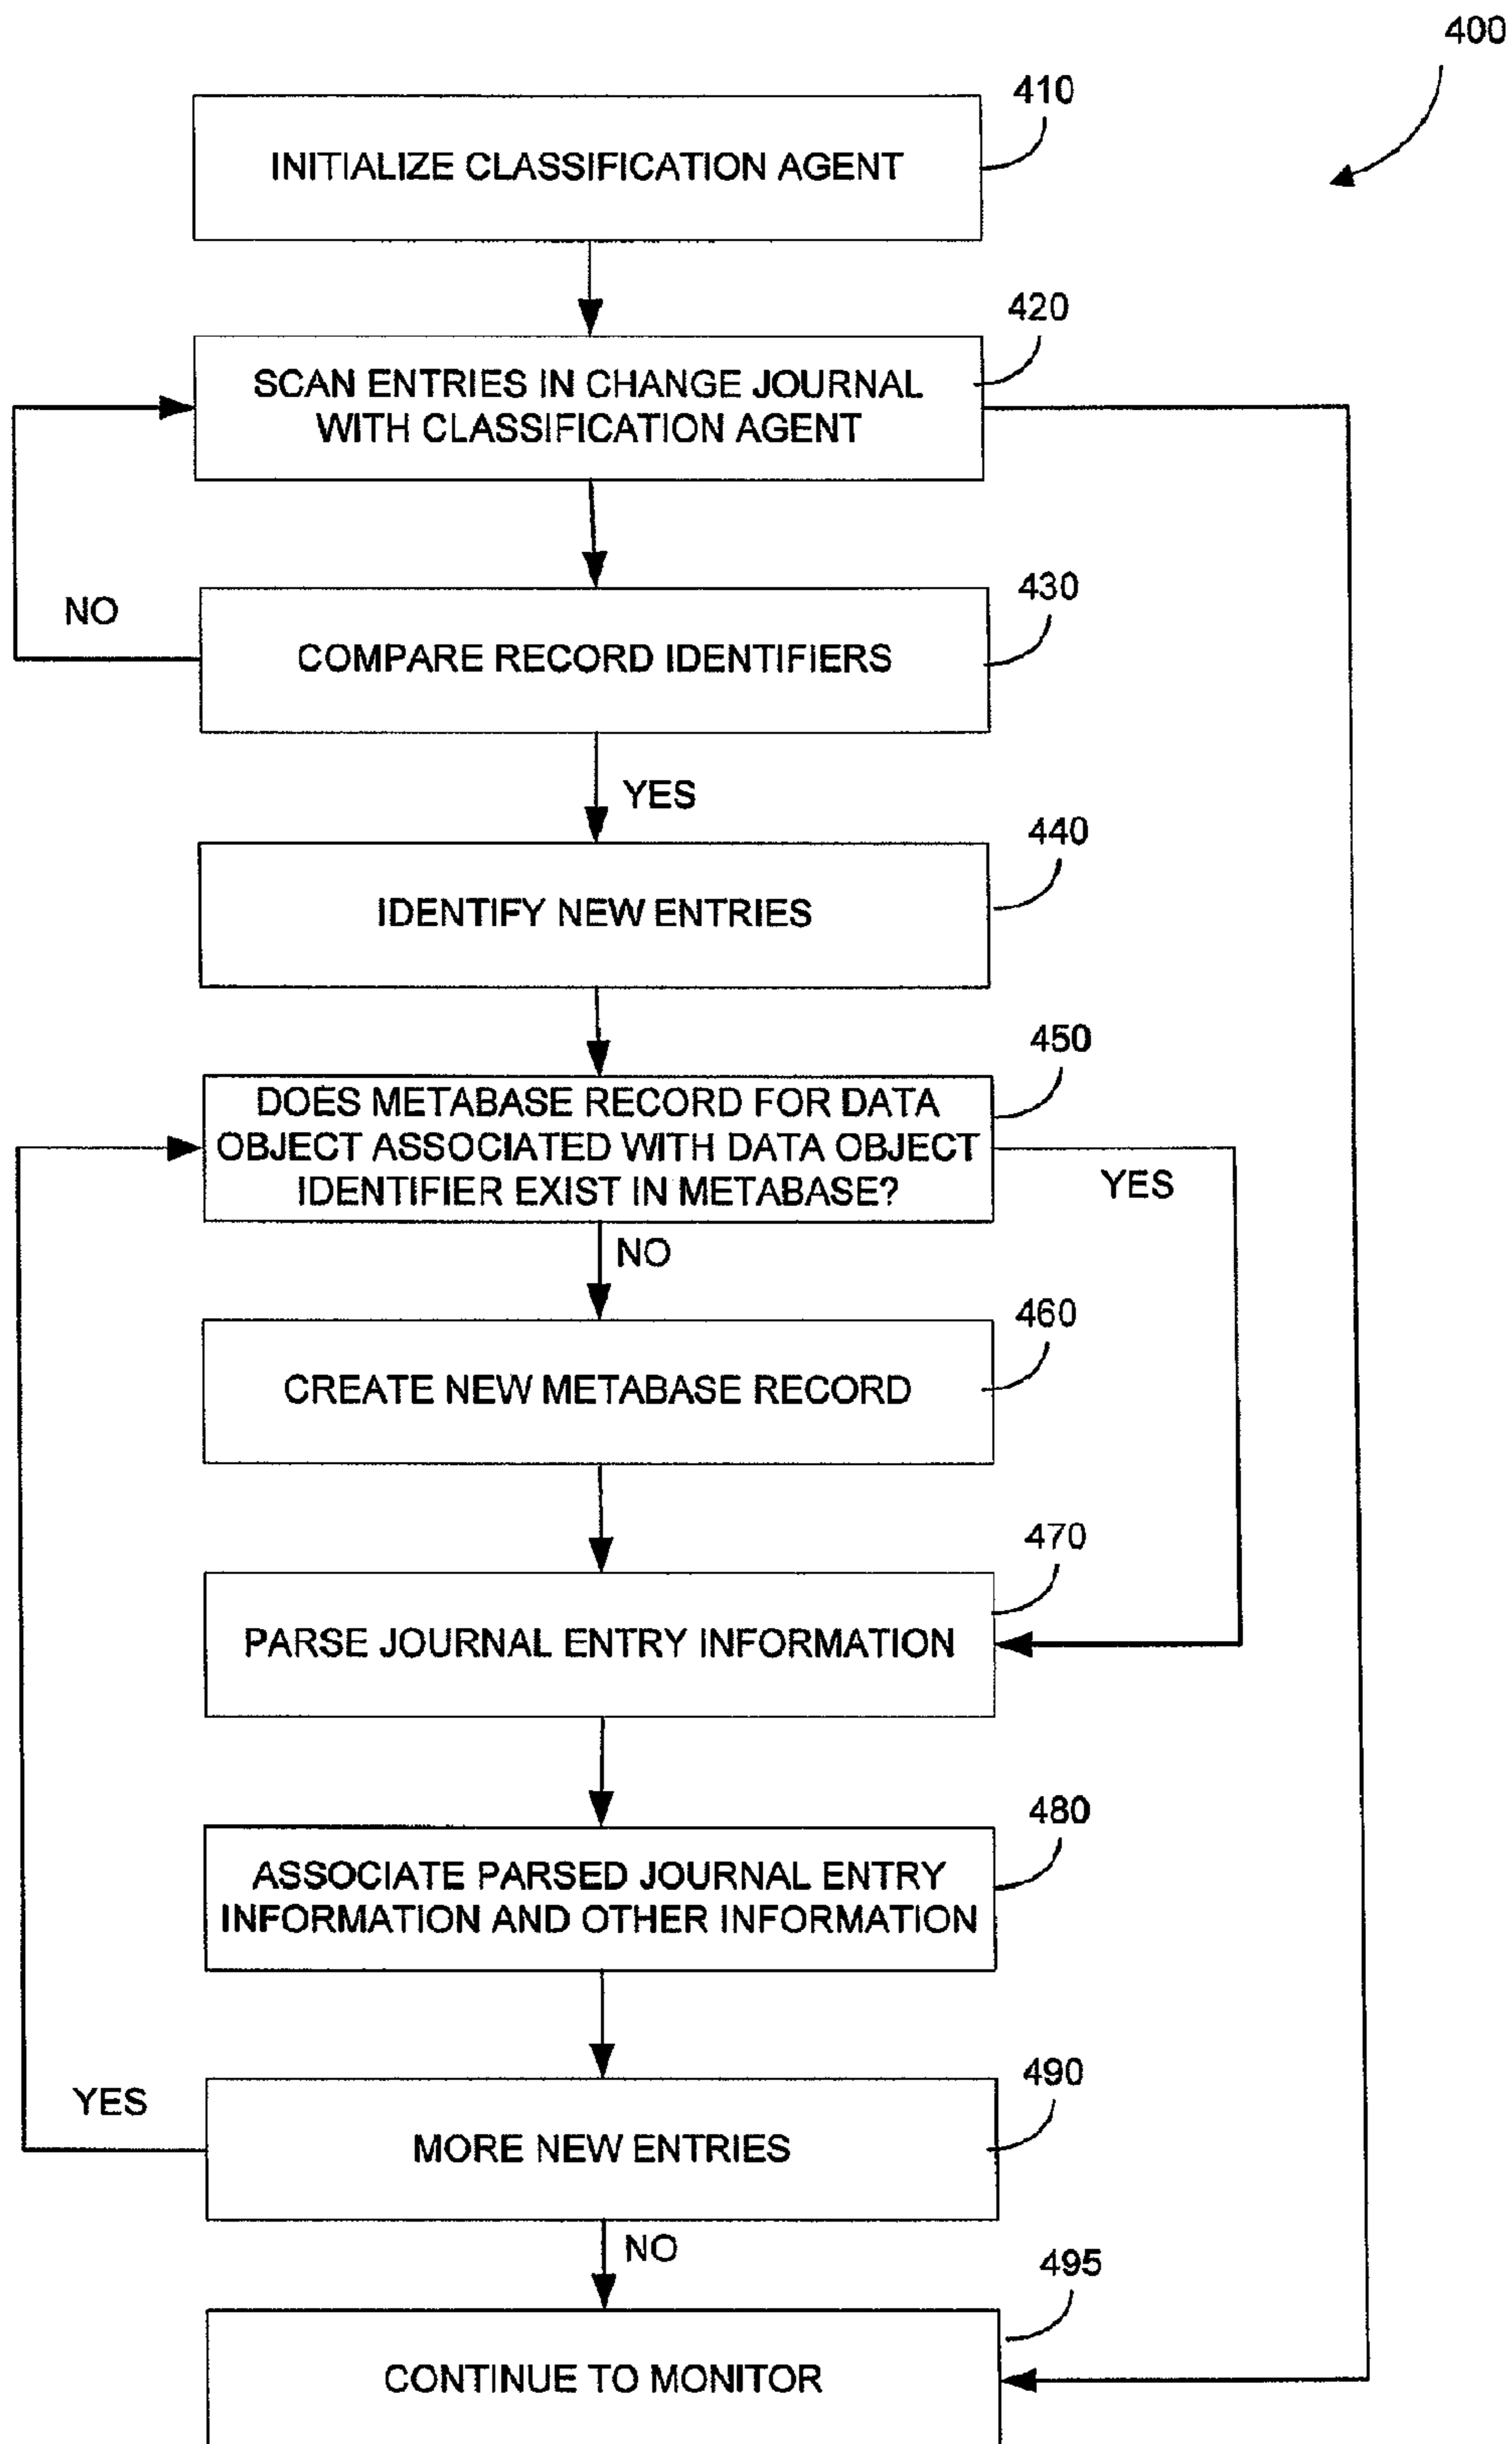 400
410
INITIALIZE CLASSIFICATION AGENT
420
SCAN ENTRIES IN CHANGE JOURNAL
WITH CLASSIFICATION AGENT
430
NO
COMPARE RECORD IDENTIFIERS
YES
440
IDENTIFY NEW ENTRIES
450
DOES METABASE RECORD FOR DATA
OBJECT ASSOCIATED WITH DATA OBJECT
IDENTIFIER EXIST IN METABASE?
YES
NO
460
CREATE NEW METABASE RECORD
470
PARSE JOURNAL ENTRY INFORMATION
480
ASSOCIATE PARSED JOURNAL ENTRY
INFORMATION AND OTHER INFORMATION
490
YES
MORE NEW ENTRIES
NO
495
CONTINUE TO MONITOR